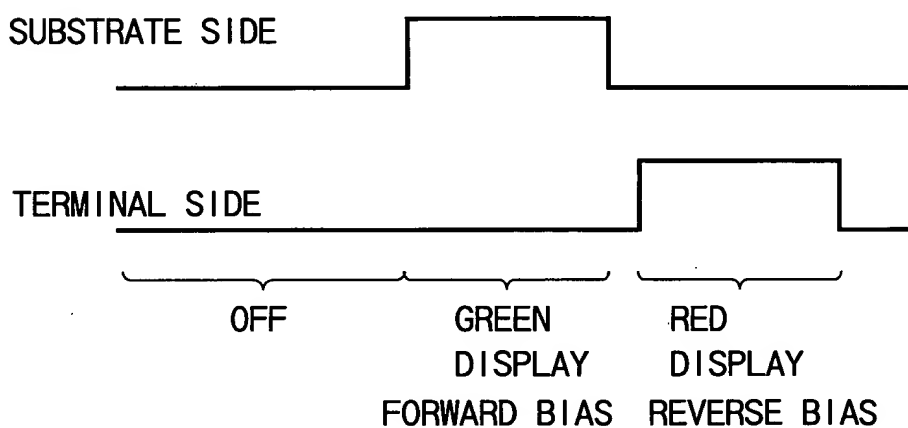 SUBSTRATE SIDE
TERMINAL SIDE
OFF
GREEN DISPLAY FORWARD BIAS
RED DISPLAY REVERSE BIAS